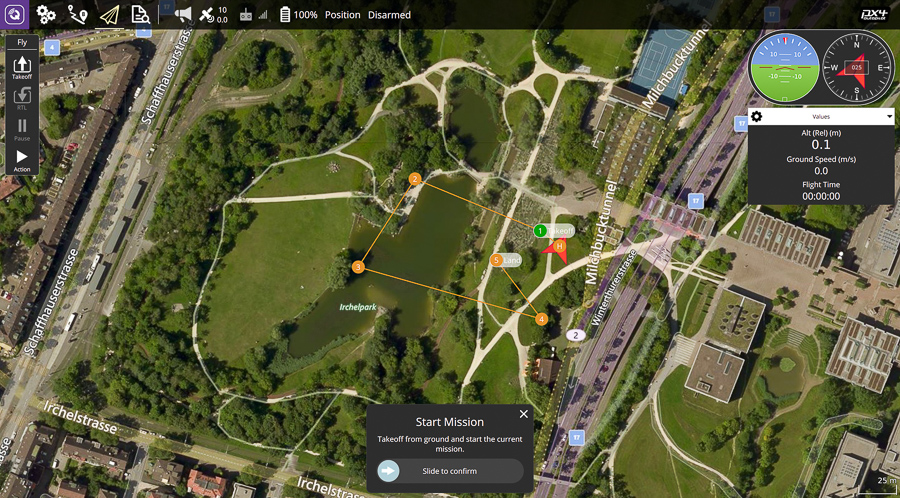 10
0.0
100%
Position
Disarmed
px4
autopilot
Fly
Takeoff
RTL
Pause
Action
4
17
17
17
17
17
Schaffhauserstrasse
Schaffhauserstrasse
Milchbucktunnel
Milchbucktunnel
Winterthurerstrasse
Irchelpark
Irchelstrasse
Irchelstrasse
2
1
Takeoff
H
2
3
4
5
Land
10
10
-10
-10
N
W
025
E
S
Values
Alt (Rel) (m)
0.1
Ground Speed (m/s)
0.0
Flight Time
00:00:00
Start Mission
Takeoff from ground and start the current
mission.
Slide to confirm
25 m